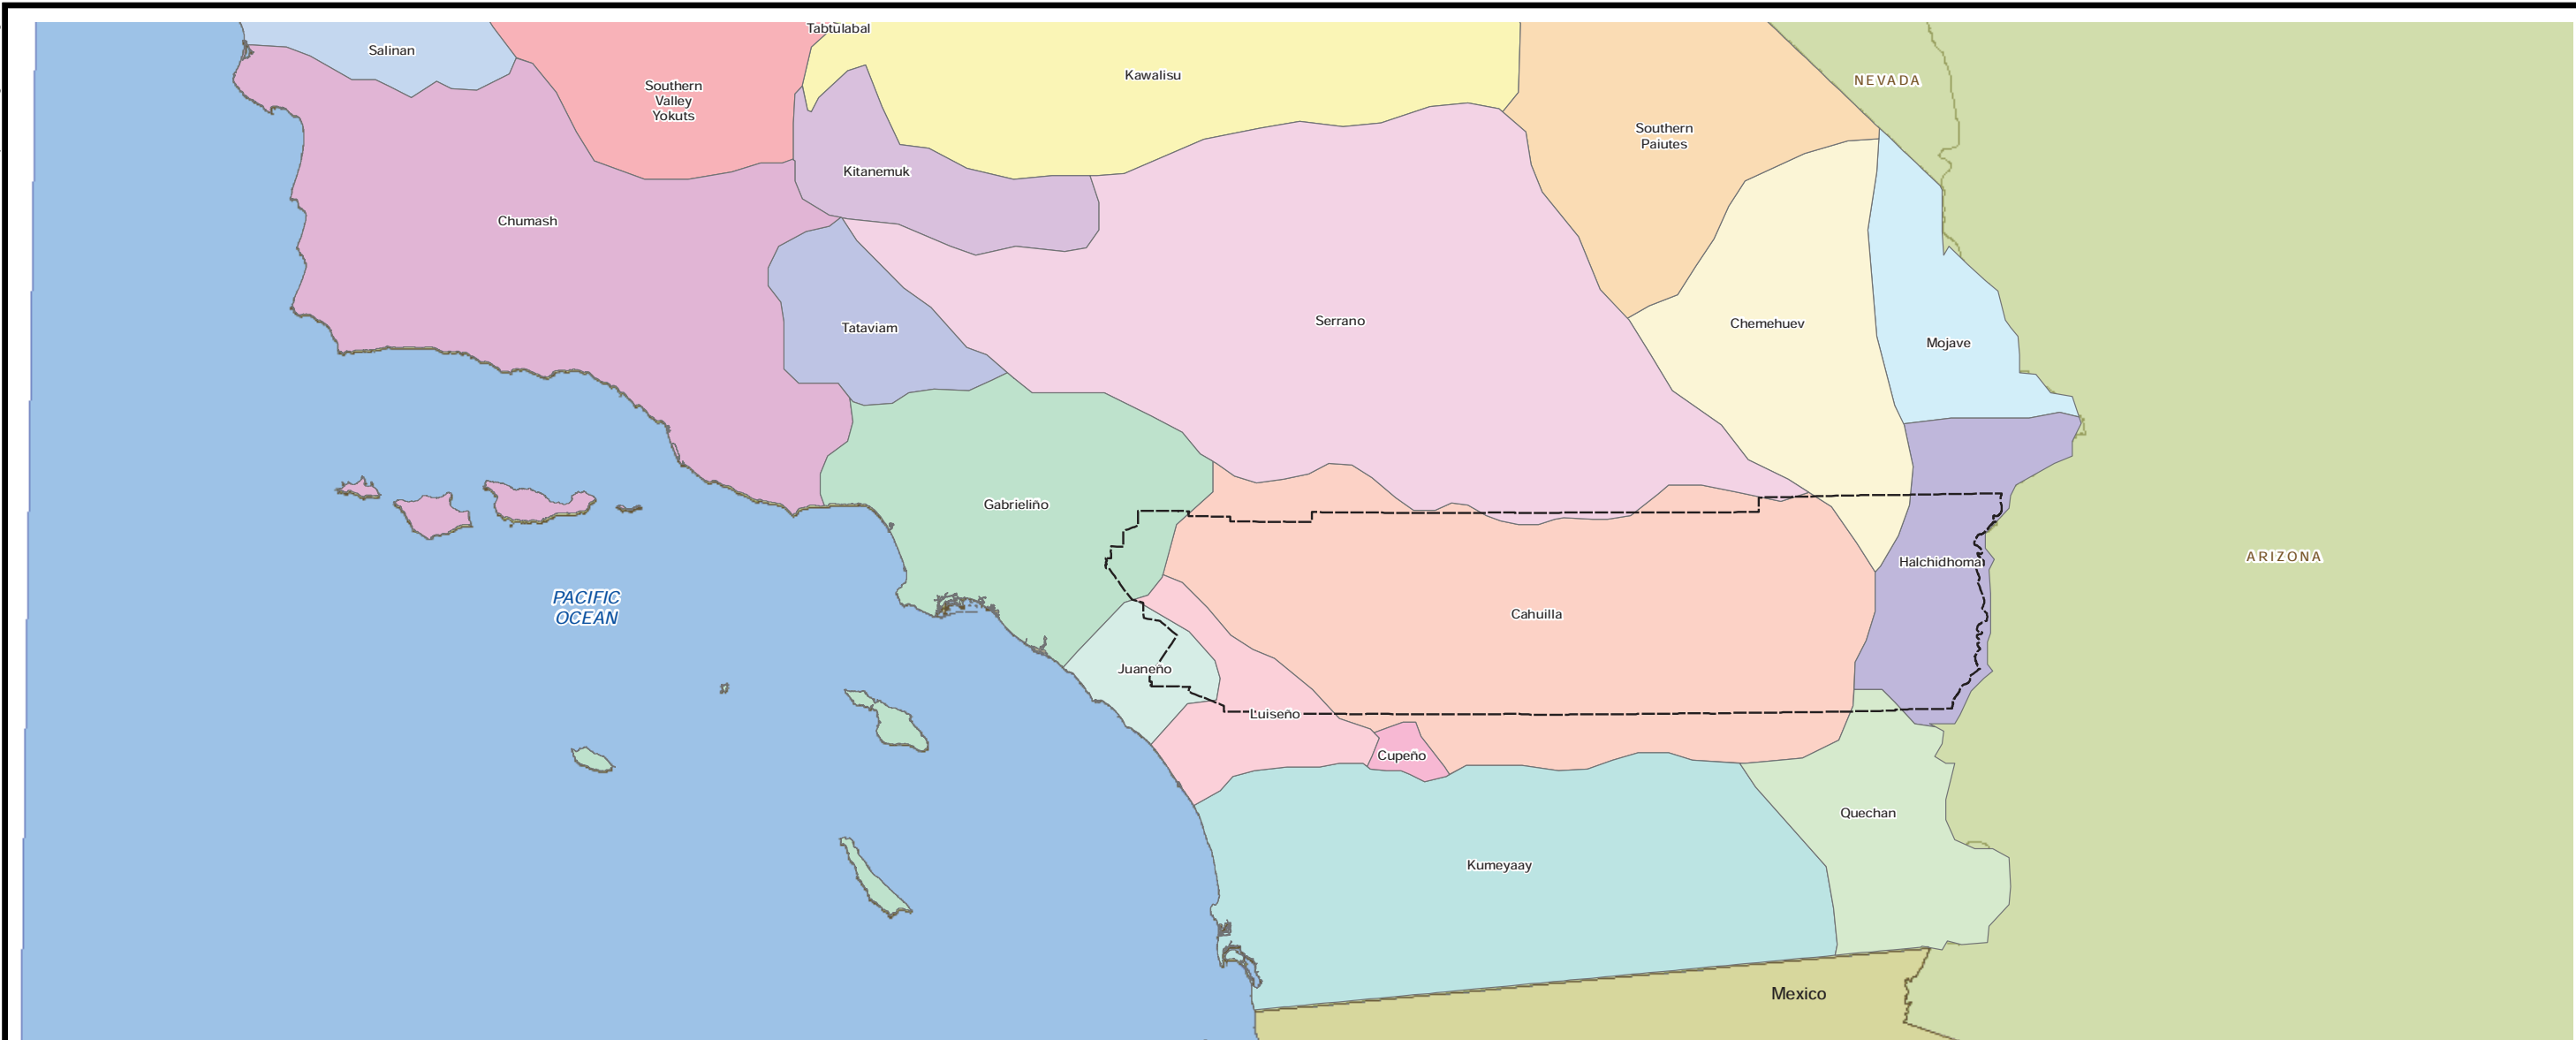 Tabtulabal
Salinan
Kawalisu
NEVADA
Southern
Valley
Yokuts
Southern
Paiutes
Kitanemuk
Chumash
Serrano
Chemehuev
Tataviam
Mojave
Gabrieliño
ARIZONA
Halchidhoma
PACIFIC
OCEAN
Cahuilla
Juaneño
Luiseño
Cupeño
Quechan
Kumeyaay
Mexico